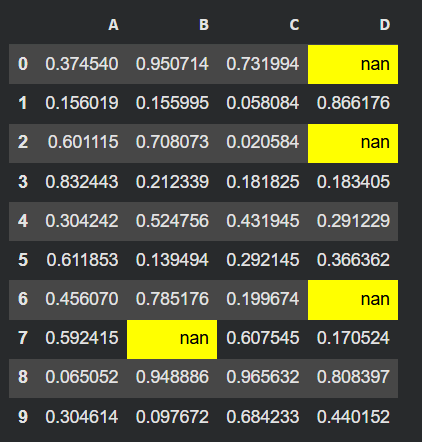 A B C D
0 0.374540 0.950714 0.731994 nan
1 0.156019 0.155995 0.058084 0.866176
2 0.601115 0.708073 0.020584 nan
3 0.832443 0.212339 0.181825 0.183405
4 0.304242 0.524756 0.431945 0.291229
5 0.611853 0.139494 0.292145 0.366362
6 0.456070 0.785176 0.199674 nan
7 0.592415 nan 0.607545 0.170524
8 0.065052 0.948886 0.965632 0.808397
9 0.304614 0.097672 0.684233 0.440152